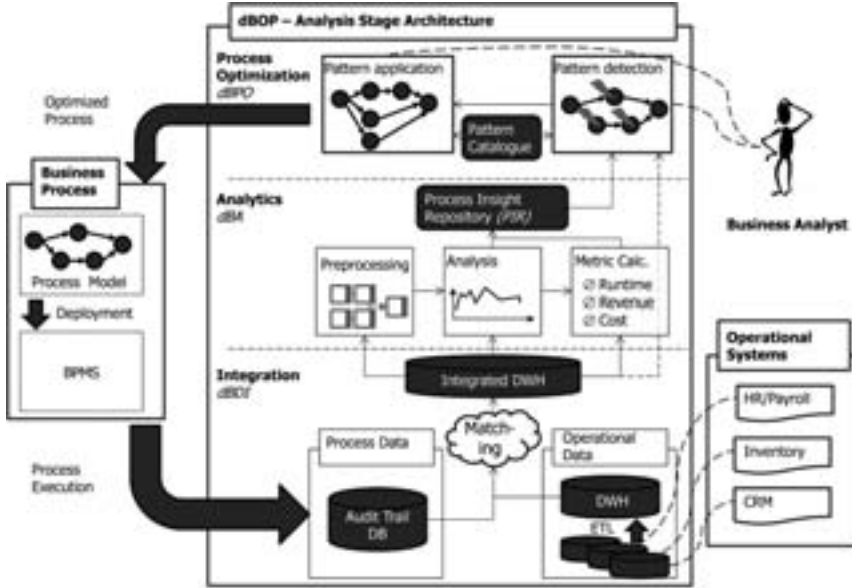 dBOP – Analysis Stage Architecture
Process
Optimization
dBPO
Pattern application
Pattern detection
Pattern
Catalogue
Optimized
Process
Business
Process
Process Model
Deployment
BPMS
Process
Execution
Analytics
dBA
Process Insight
Repository (PIR)
Preprocessing
Analysis
Metric Calc.
∅ Runtime
∅ Revenue
∅ Cost
Integration
dBDI
Integrated DWH
Match-
ing
Process Data
Audit Trail
DB
Operational
Data
DWH
ETL
Business Analyst
Operational
Systems
HR/Payroll
Inventory
CRM